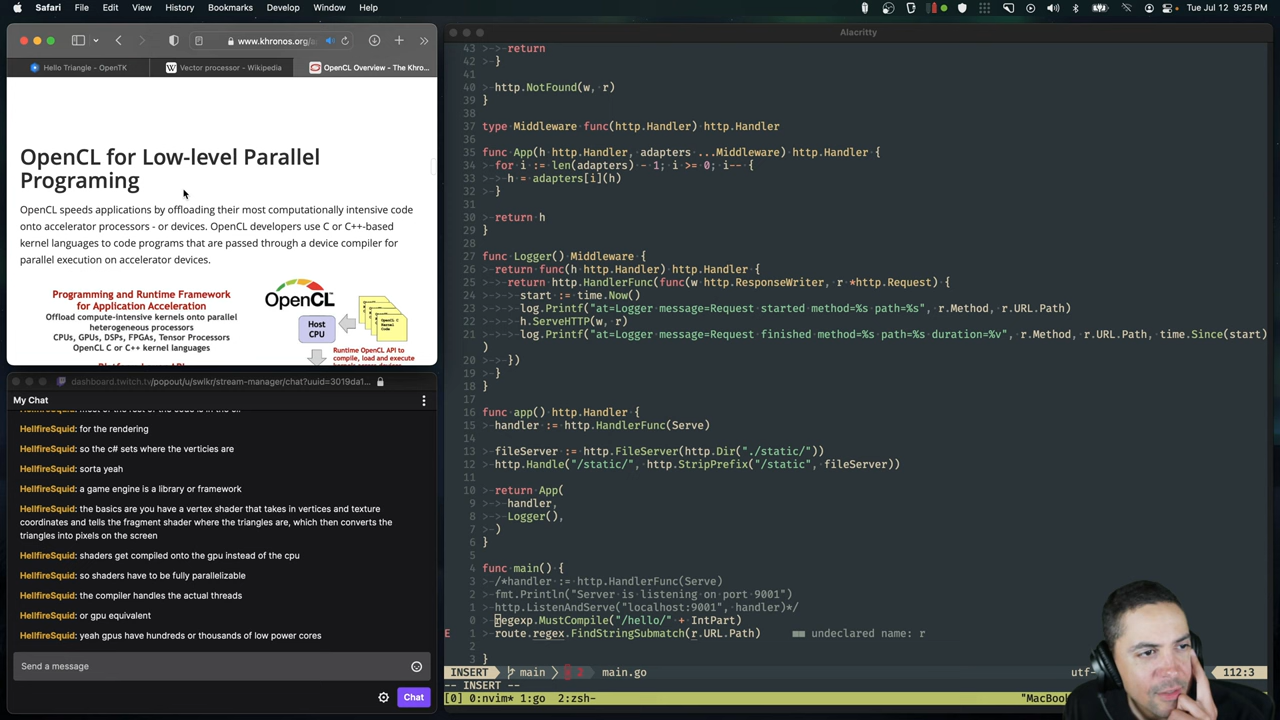 Safari File Edit View History Bookmarks Develop Window Help
Tue Jul 12 9:25 PM
www.khronos.org/
Hello Triangle - OpenTK
Vector processor - Wikipedia
OpenCL Overview - The Khro...
OpenCL for Low-level Parallel
Programing
OpenCL speeds applications by offloading their most computationally intensive code
onto accelerator processors - or devices. OpenCL developers use C or C++-based
kernel languages to code programs that are passed through a device compiler for
parallel execution on accelerator devices.
Programming and Runtime Framework
for Application Acceleration
Offload compute-intensive kernels onto parallel
heterogeneous processors
CPUs, GPUs, DSPs, FPGAs, Tensor Processors
OpenCL C or C++ kernel languages
OpenCL
Host
CPU
Runtime OpenCL API to
compile, load and execute
dashboard.twitch.tv/popout/u/swlkr/stream-manager/chat?uuid=3019da1...
My Chat
HellfireSquid: for the rendering
HellfireSquid: so the c# sets where the verticies are
HellfireSquid: sorta yeah
HellfireSquid: a game engine is a library or framework
HellfireSquid: the basics are you have a vertex shader that takes in vertices and texture
coordinates and tells the fragment shader where the triangles are, which then converts the
triangles into pixels on the screen
HellfireSquid: shaders get compiled onto the gpu instead of the cpu
HellfireSquid: so shaders have to be fully parallelizable
HellfireSquid: the compiler handles the actual threads
HellfireSquid: or gpu equivalent
HellfireSquid: yeah gpus have hundreds or thousands of low power cores
Send a message
Chat
Alacritty
43 >->-return
42 >-}
41
40 >-http.NotFound(w, r)
39 }
38
37 type Middleware func(http.Handler) http.Handler
36
35 func App(h http.Handler, adapters ...Middleware) http.Handler {
34 >-for i := len(adapters) - 1; i >= 0; i-- {
33 >->-h = adapters[i](h)
32 >-}
31
30 >-return h
29 }
28
27 func Logger() Middleware {
26 >-return func(h http.Handler) http.Handler {
25 >->-return http.HandlerFunc(func(w http.ResponseWriter, r *http.Request) {
24 >->->-start := time.Now()
23 >->->-log.Printf("at=Logger message=Request started method=%s path=%s", r.Method, r.URL.Path)
22 >->->-h.ServeHTTP(w, r)
21 >->->-log.Printf("at=Logger message=Request finished method=%s path=%s duration=%v", r.Method, r.URL.Path, time.Since(start)
)
20 >->-})
19 >-}
18 }
17
16 func app() http.Handler {
15 >-handler := http.HandlerFunc(Serve)
14
13 >-fileServer := http.FileServer(http.Dir("./static/"))
12 >-http.Handle("/static/", http.StripPrefix("/static", fileServer))
11
10 >-return App(
9 >->-handler,
8 >->-Logger(),
7 >-)
6 }
5
4 func main() {
3 >-/*handler := http.HandlerFunc(Serve)
2 >-fmt.Println("Server is listening on port 9001")
1 >-http.ListenAndServe("localhost:9001", handler)*/
0 >-regexp.MustCompile("/hello/" + IntPart)
E 1 >-route.regex.FindStringSubmatch(r.URL.Path) ■■ undeclared name: r
2
3 }
INSERT main 2 main.go utf- 112:3
-- INSERT --
[0] 0:nvim* 1:go 2:zsh- "MacBook